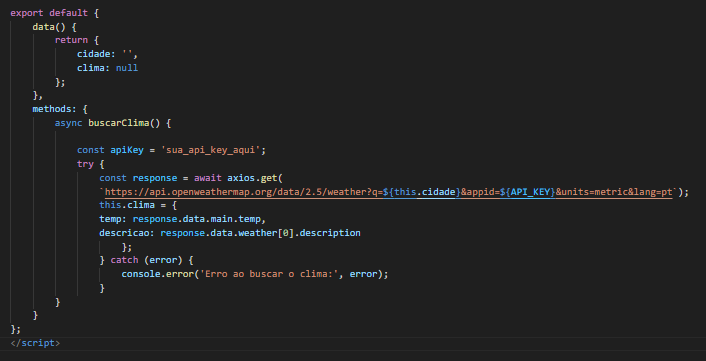 export default {
data() {
return {
cidade: '',
clima: null
};
},
methods: {
async buscarClima() {
const apiKey = 'sua_api_key_aqui';
try {
const response = await axios.get(
`https://api.openweathermap.org/data/2.5/weather?q=${this.cidade}&appid=${API_KEY}&units=metric&lang=pt`);
this.clima = {
temp: response.data.main.temp,
descricao: response.data.weather[0].description
};
} catch (error) {
console.error('Erro ao buscar o clima:', error);
}
}
}
};
</script>